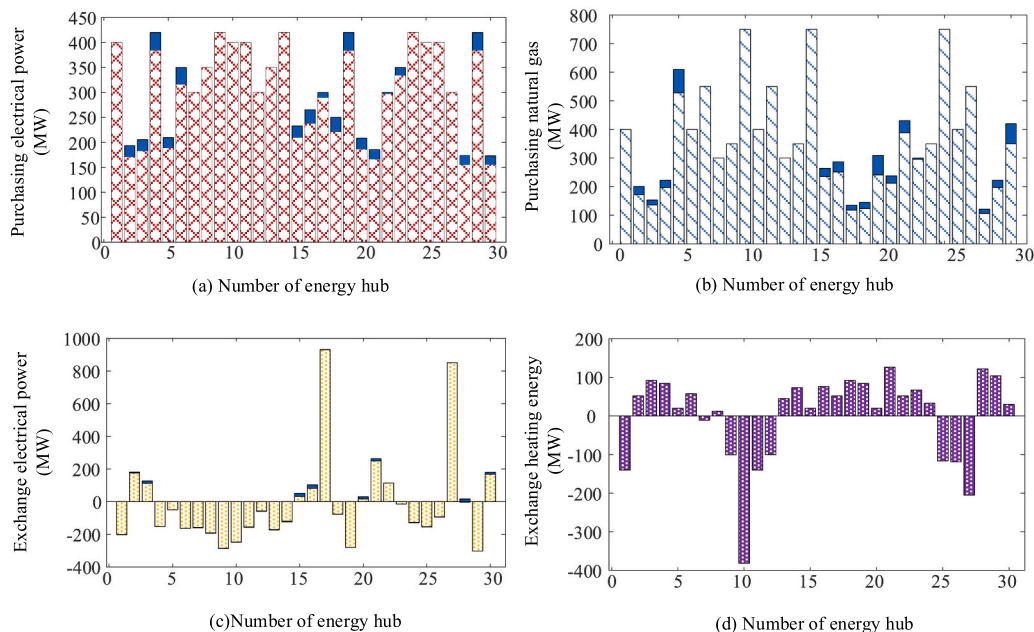 Purchasing electrical power
(MW)
450
400
350
300
250
200
150
100
50
0
0 5 10 15 20 25 30
(a) Number of energy hub
Purchasing natural gas
(MW)
800
700
600
500
400
300
200
100
0
0 5 10 15 20 25 30
(b) Number of energy hub
Exchange electrical power
(MW)
1000
800
600
400
200
0
-200
-400
0 5 10 15 20 25 30
(c)Number of energy hub
Exchange heating energy
(MW)
200
100
0
-100
-200
-300
-400
0 5 10 15 20 25 30
(d) Number of energy hub